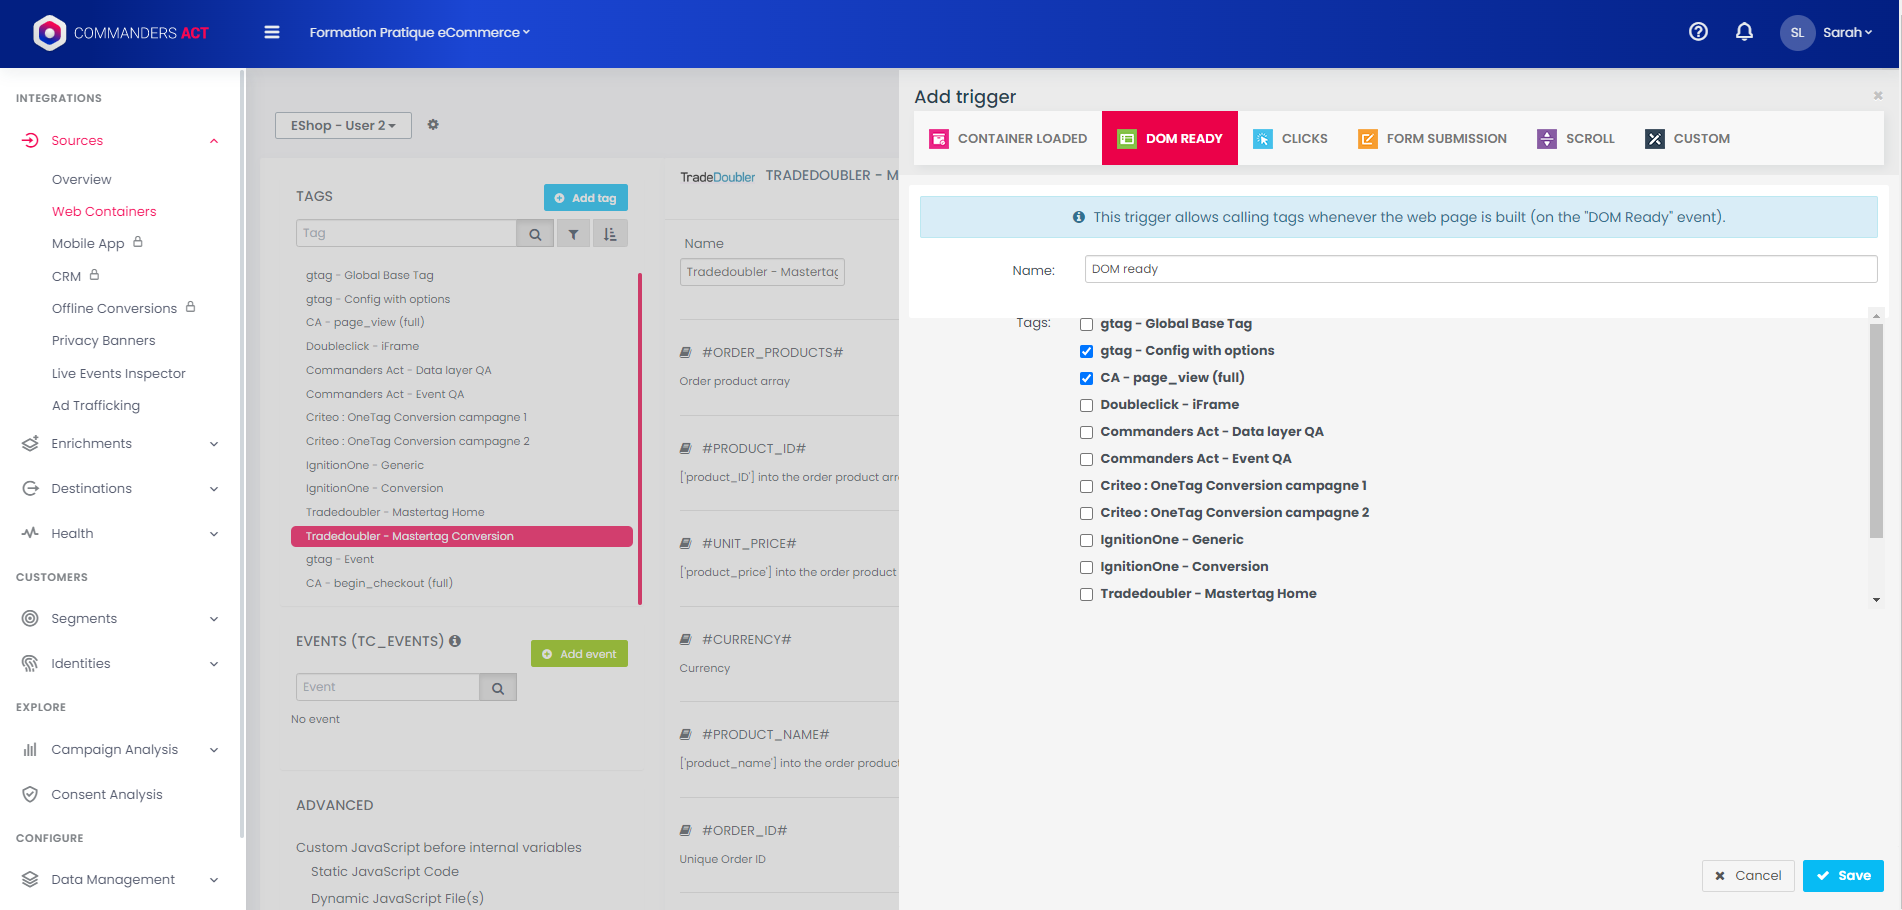 COMMANDERS ACT
Formation Pratique eCommerce
SL
Sarah
INTEGRATIONS
Sources
Overview
Web Containers
Mobile App
CRM
Offline Conversions
Privacy Banners
Live Events Inspector
Ad Trafficking
Enrichments
Destinations
Health
CUSTOMERS
Segments
Identities
EXPLORE
Campaign Analysis
Consent Analysis
CONFIGURE
Data Management
EShop - User 2
TAGS
Add tag
Tag
gtag - Global Base Tag
gtag - Config with options
CA - page_view (full)
Doubleclick - iFrame
Commanders Act - Data layer QA
Commanders Act - Event QA
Criteo : OneTag Conversion campagne 1
Criteo : OneTag Conversion campagne 2
IgnitionOne - Generic
IgnitionOne - Conversion
Tradedoubler - Mastertag Home
Tradedoubler - Mastertag Conversion
gtag - Event
CA - begin_checkout (full)
EVENTS (TC_EVENTS)
Add event
Event
No event
ADVANCED
Custom JavaScript before internal variables
Static JavaScript Code
Dynamic JavaScript File(s)
TradeDoubler TRADEDOUBLER - M
Name
Tradedoubler - Mastertag
#ORDER_PRODUCTS#
Order product array
#PRODUCT_ID#
['product_ID'] into the order product arr
#UNIT_PRICE#
['product_price'] into the order product
#CURRENCY#
Currency
#PRODUCT_NAME#
['product_name'] into the order product
#ORDER_ID#
Unique Order ID
Add trigger
CONTAINER LOADED
DOM READY
CLICKS
FORM SUBMISSION
SCROLL
CUSTOM
This trigger allows calling tags whenever the web page is built (on the "DOM Ready" event).
Name: DOM ready
Tags:
gtag - Global Base Tag
gtag - Config with options
CA - page_view (full)
Doubleclick - iFrame
Commanders Act - Data layer QA
Commanders Act - Event QA
Criteo : OneTag Conversion campagne 1
Criteo : OneTag Conversion campagne 2
IgnitionOne - Generic
IgnitionOne - Conversion
Tradedoubler - Mastertag Home
Cancel
Save